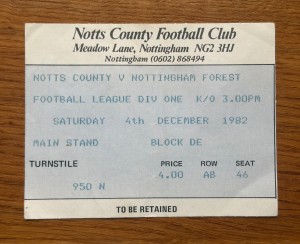 Notts County Football Club
Meadow Lane, Nottingham NG2 3HJ
Nottingham (0602) 868494
NOTTS COUNTY V NOTTINGHAM FOREST
FOOTBALL LEAGUE DIV ONE K/O 3.00PM
SATURDAY 4th DECEMBER 1982
MAIN STAND BLOCK DE
TURNSTILE PRICE ROW SEAT
950 N 4.00 AB 46
TO BE RETAINED